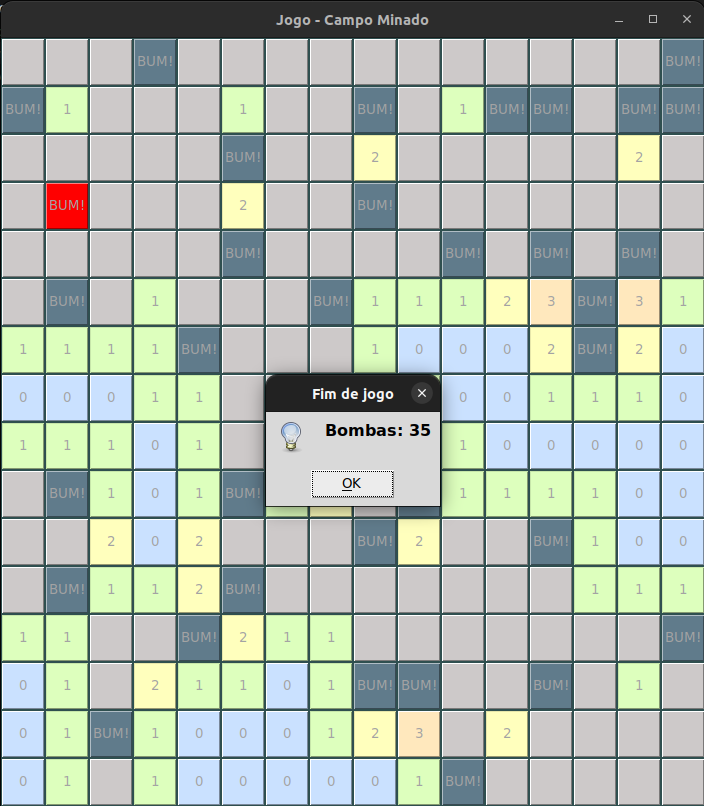 Jogo - Campo Minado
BUM! BUM!
BUM! 1 1 BUM! 1 BUM! BUM! BUM! BUM!
BUM! 2 2
BUM! 2 BUM!
BUM! BUM! BUM! BUM!
BUM! 1 BUM! 1 1 1 2 3 BUM! 3 1
1 1 1 1 BUM! 1 0 0 0 2 BUM! 2 0
0 0 0 1 1 0 0 1 1 1 0
Fim de jogo
1 1 1 0 1 1 0 0 0 0 0
Bombas: 35
BUM! 1 0 1 BUM! 1 1 1 1 0 0
OK
2 0 2 BUM! 2 BUM! 1 0 0
BUM! 1 1 2 BUM! 1 1 1
1 1 BUM! 2 1 1 BUM!
0 1 2 1 1 0 1 BUM! BUM! BUM! 1
0 1 BUM! 1 0 0 0 1 2 3 2
0 1 1 0 0 0 0 0 1 BUM!